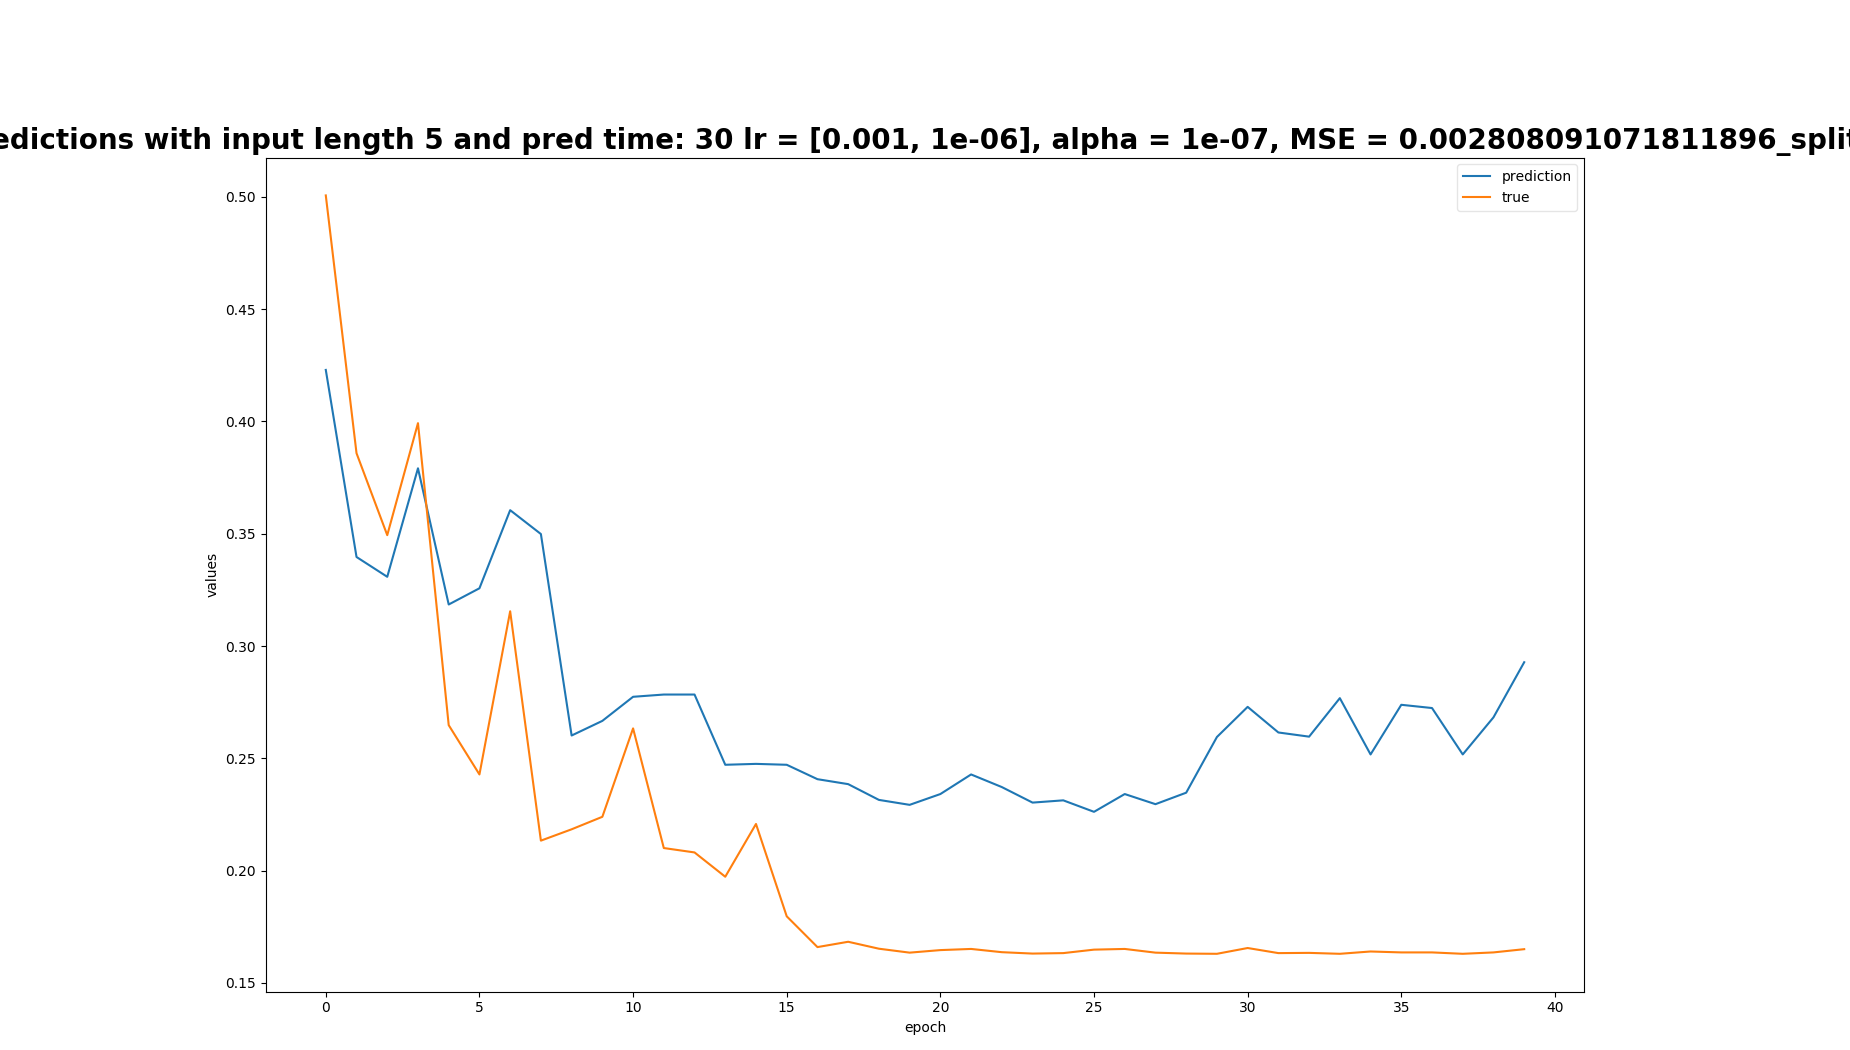 edictions with input length 5 and pred time: 30 lr = [0.001, 1e-06], alpha = 1e-07, MSE = 0.002808091071811896_split
prediction
true
0.50
0.45
0.40
0.35
0.30
0.25
0.20
0.15
values
0 5 10 15 20 25 30 35 40
epoch